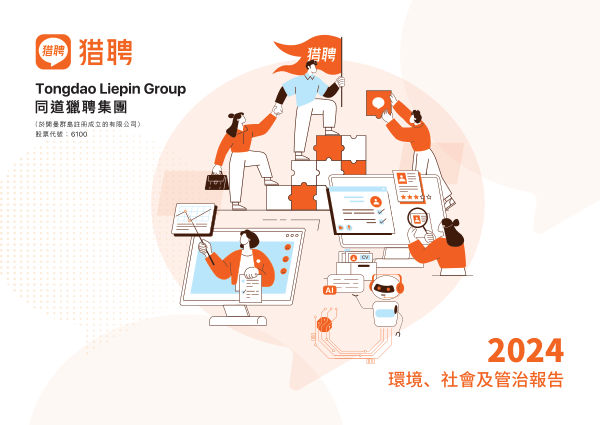 猎聘
猎聘
Tongdao Liepin Group
同道獵聘集團
(於開曼群島註冊成立的有限公司)
股票代號：6100
猎聘
CV
AI
2024
環境、社會及管治報告